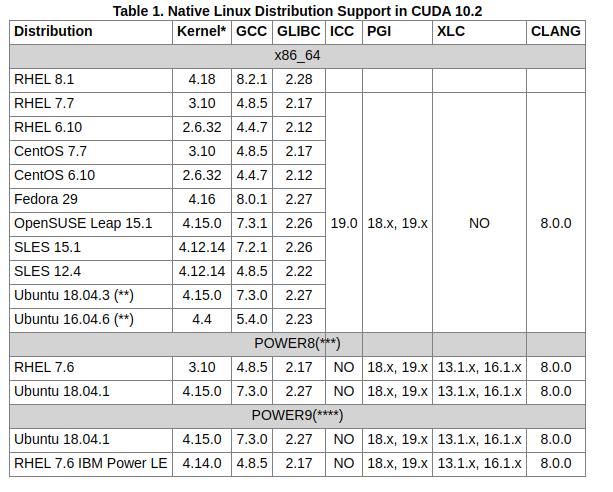 Table 1. Native Linux Distribution Support in CUDA 10.2
Distribution Kernel* GCC GLIBC ICC PGI XLC CLANG
x86_64
RHEL 8.1 4.18 8.2.1 2.28
RHEL 7.7 3.10 4.8.5 2.17
RHEL 6.10 2.6.32 4.4.7 2.12
CentOS 7.7 3.10 4.8.5 2.17
CentOS 6.10 2.6.32 4.4.7 2.12
Fedora 29 4.16 8.0.1 2.27
OpenSUSE Leap 15.1 4.15.0 7.3.1 2.26 19.0 18.x, 19.x NO 8.0.0
SLES 15.1 4.12.14 7.2.1 2.26
SLES 12.4 4.12.14 4.8.5 2.22
Ubuntu 18.04.3 (**) 4.15.0 7.3.0 2.27
Ubuntu 16.04.6 (**) 4.4 5.4.0 2.23
POWER8(***)
RHEL 7.6 3.10 4.8.5 2.17 NO 18.x, 19.x 13.1.x, 16.1.x 8.0.0
Ubuntu 18.04.1 4.15.0 7.3.0 2.27 NO 18.x, 19.x 13.1.x, 16.1.x 8.0.0
POWER9(****)
Ubuntu 18.04.1 4.15.0 7.3.0 2.27 NO 18.x, 19.x 13.1.x, 16.1.x 8.0.0
RHEL 7.6 IBM Power LE 4.14.0 4.8.5 2.17 NO 18.x, 19.x 13.1.x, 16.1.x 8.0.0